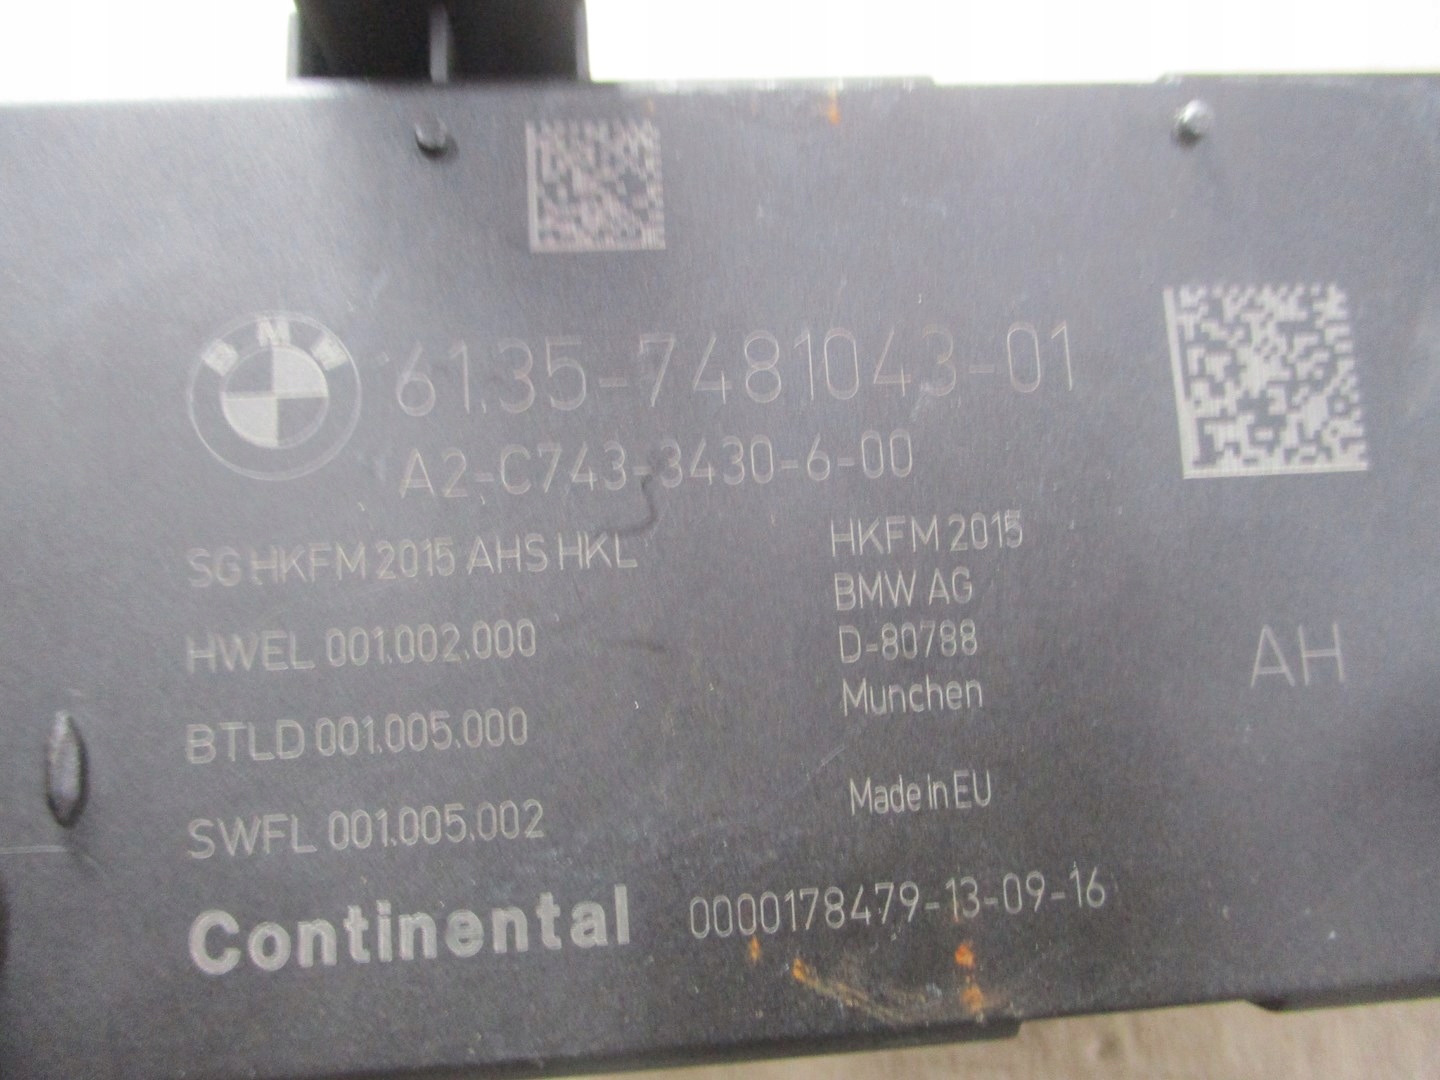 BMW
61.35-7481043-01
A2-C743-3430-6-00
SG HKFM 2015 AHS HKL
HWEL 001.002.000
BTLD 001.005.000
SWFL 001.005.002
HKFM 2015
BMW AG
D-80788
Munchen
Made in EU
AH
Continental
0000178479-13-09-16